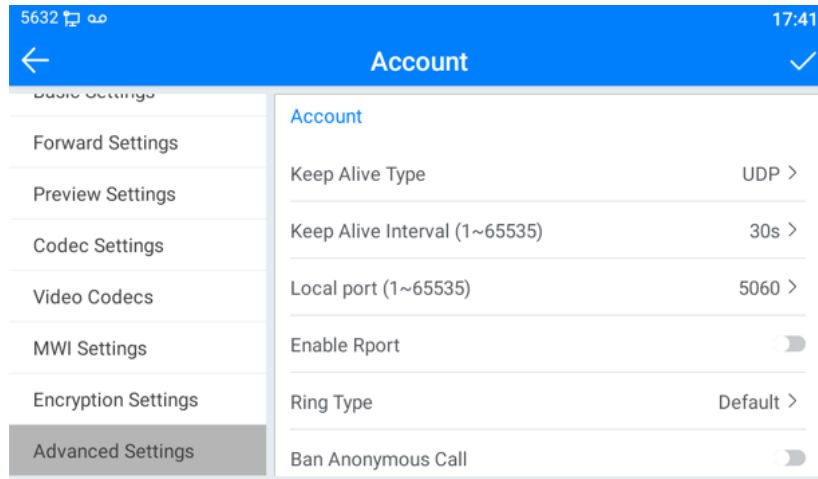 5632
17:41
Account
Basic Settings
Forward Settings
Preview Settings
Codec Settings
Video Codecs
MWI Settings
Encryption Settings
Advanced Settings
Account
Keep Alive Type UDP >
Keep Alive Interval (1~65535) 30s >
Local port (1~65535) 5060 >
Enable Rport
Ring Type Default >
Ban Anonymous Call